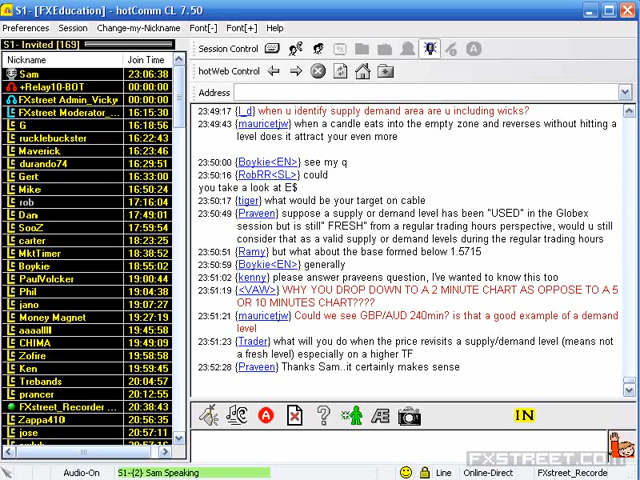 S1- [FXEducation] - hotComm CL 7.50
Preferences Session Change-my-Nickname Font[-] Font[+] Help
S1- Invited [169]
Nickname Join Time
Sam 23:06:38
+Relay10-BOT 00:00:00
FXstreet Admin_Vicky 00:00:00
FXstreet Moderator_... 16:15:30
G 16:18:56
rucklebuster 16:22:43
Maverick 16:23:46
durando74 16:29:51
Gert 16:33:00
Mike 16:50:24
rob 17:16:04
Dan 17:49:01
SooZ 17:59:54
carter 18:23:25
MktTimer 18:38:52
Boykie 18:55:02
PaulVolcker 19:00:44
Phil 19:04:38
jano 19:07:27
Money Magnet 19:27:19
aaaallll 19:45:58
CHIMA 19:49:09
Zofire 19:58:58
Ken 19:59:45
Trebands 20:04:57
prancer 20:12:55
FXstreet_Recorder ... 20:38:43
Zappa410 20:56:35
jose 20:57:11
Session Control
hotWeb Control
Address
23:49:17 {l_d} when u identify supply demand area are u including wicks?
23:49:43 {mauricetjw} when a candle eats into the empty zone and reverses without hitting a
level does it attract your even more
23:50:00 {Boykie<EN>} see my q
23:50:16 {RobRR<SL>} could
you take a look at E$
23:50:17 {tiger} what would be your target on cable
23:50:49 {Praveen} suppose a supply or demand level has been "USED" in the Globex
session but is still" FRESH" from a regular trading hours perspective, would u still
consider that as a valid supply or demand levels during the regular trading hours
23:50:51 {Ramy} but what about the base formed below 1.5715
23:50:59 {Boykie<EN>} generally
23:51:02 {kenny} please answer praveens question, I've wanted to know this too
23:51:19 {<VAW>} WHY YOU DROP DOWN TO A 2 MINUTE CHART AS OPPOSE TO A 5
OR 10 MINUTES CHART????
23:51:21 {mauricetjw} Could we see GBP/AUD 240min? is that a good example of a demand
level
23:51:23 {Trader} what will you do when the price revisits a supply/demand level (means not
a fresh level) especially on a higher TF
23:52:28 {Praveen} Thanks Sam..it certainly makes sense
IN
FXSTREET.COM
Audio-On S1-{2} Sam Speaking Line Online-Direct FXstreet_Recorde